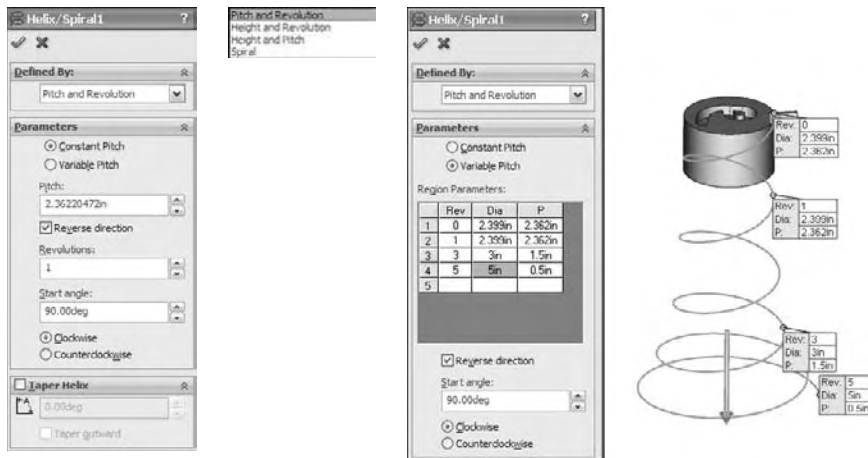 Helix/Spiral1 ?
Defined By:
Pitch and Revolution
Parameters
Constant Pitch
Variable Pitch
Pitch:
2.36220472in
Reverse direction
Revolutions:
1
Start angle:
90.00deg
Clockwise
Counterclockwise
Taper Helix
0.00deg
Taper outward
Pitch and Revolution
Height and Revolution
Height and Pitch
Spiral
Helix/Spiral1 ?
Defined By:
Pitch and Revolution
Parameters
Constant Pitch
Variable Pitch
Region Parameters:
Rev Dia P
1 0 2.399in 2.362in
2 1 2.399in 2.362in
3 3 3in 1.5in
4 5 5in 0.5in
5
Reverse direction
Start angle:
90.00deg
Clockwise
Counterclockwise
Rev: 0
Dia: 2.399in
P: 2.362in
Rev: 1
Dia: 2.399in
P: 2.362in
Rev: 3
Dia: 3in
P: 1.5in
Rev: 5
Dia: 5in
P: 0.5in